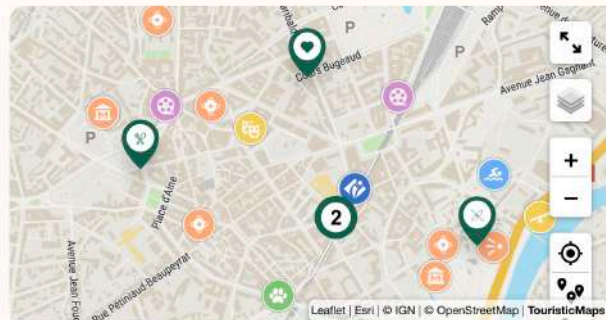 P
Cours Bugeaud
P
Avenue Jean Gagnant
P
Place d'Aine
2
Avenue Jean
Rue Pétiniaud-Beaupeyrat
+
−
Leaflet | Esri | © IGN | © OpenStreetMap | TouristicMaps